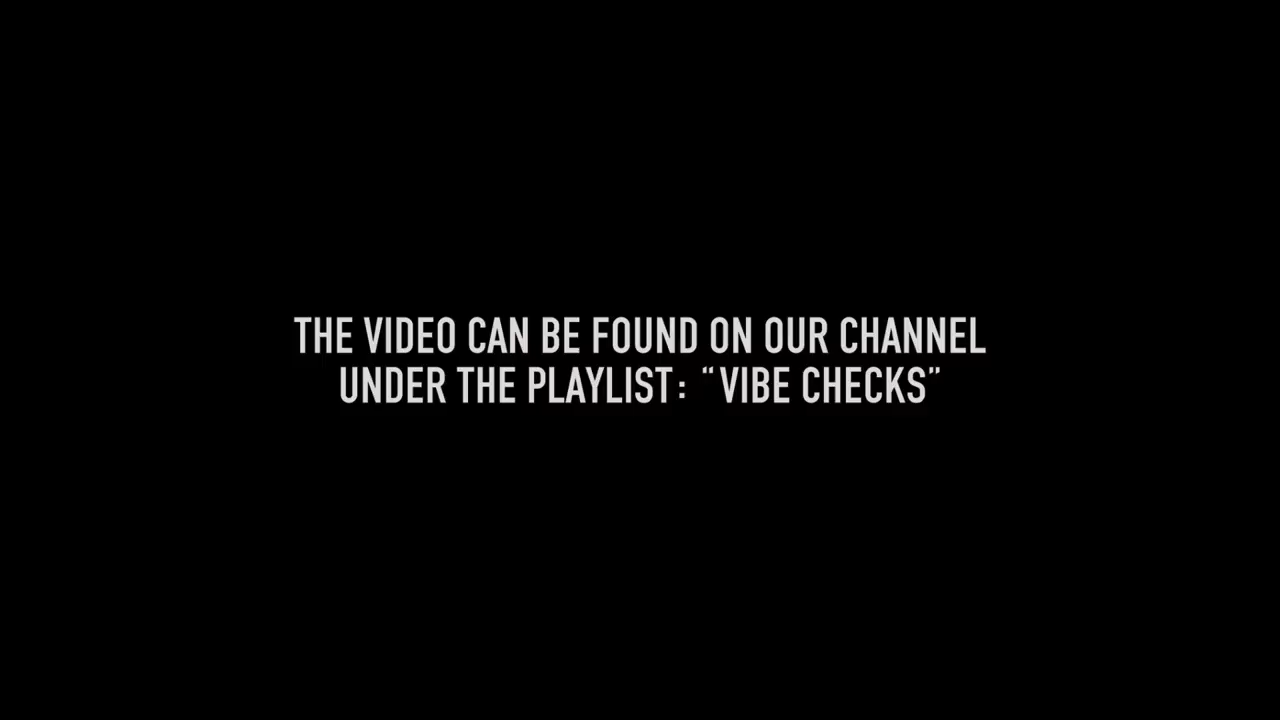 THE VIDEO CAN BE FOUND ON OUR CHANNEL
UNDER THE PLAYLIST: “VIBE CHECKS”